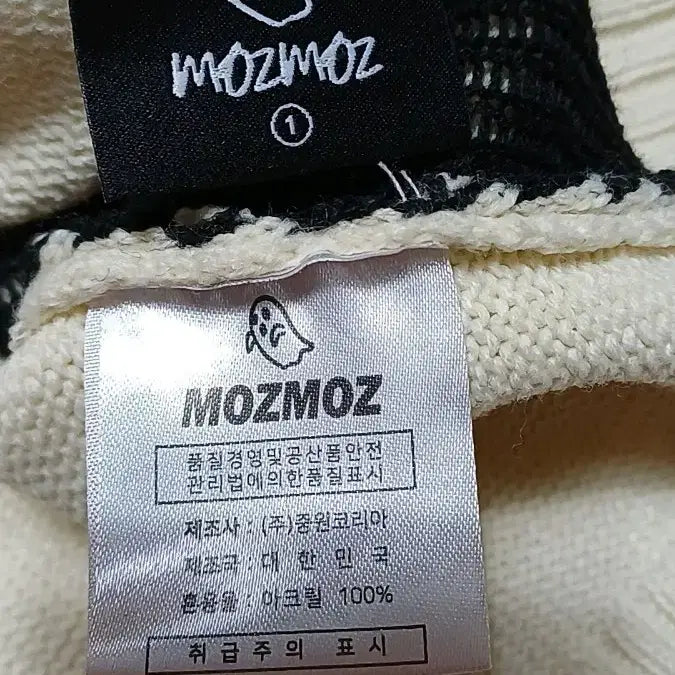 mozmoz
1
MOZMOZ
품질경영및공산품안전
관리법에의한품질표시
제조사 : (주)중원코리아
제조국 : 대 한 민 국
혼용율 : 아크릴 100%
취 급 주 의 표 시